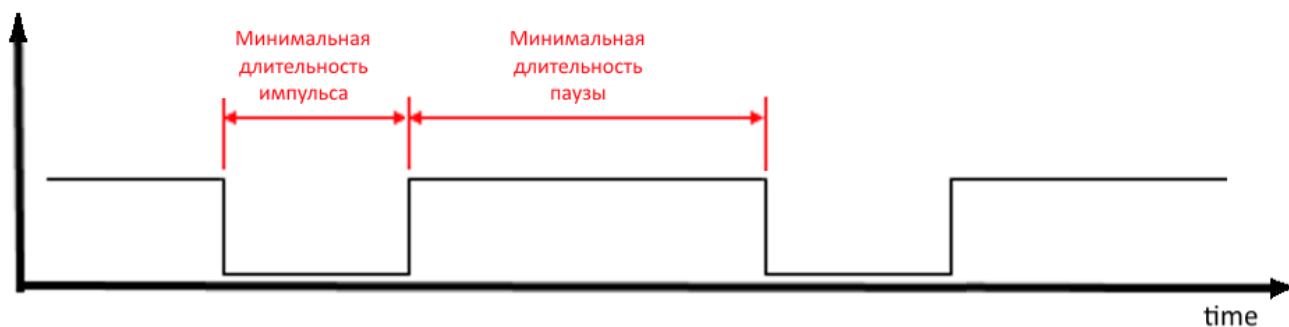 Минимальная
длительность
импульса
Минимальная
длительность
паузы
time